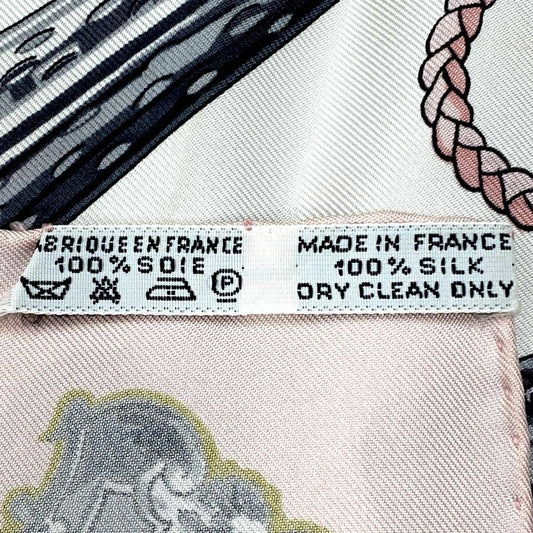 ABRIQUE EN FRANCE
100% SOIE
P
MADE IN FRANCE
100% SILK
DRY CLEAN ONLY